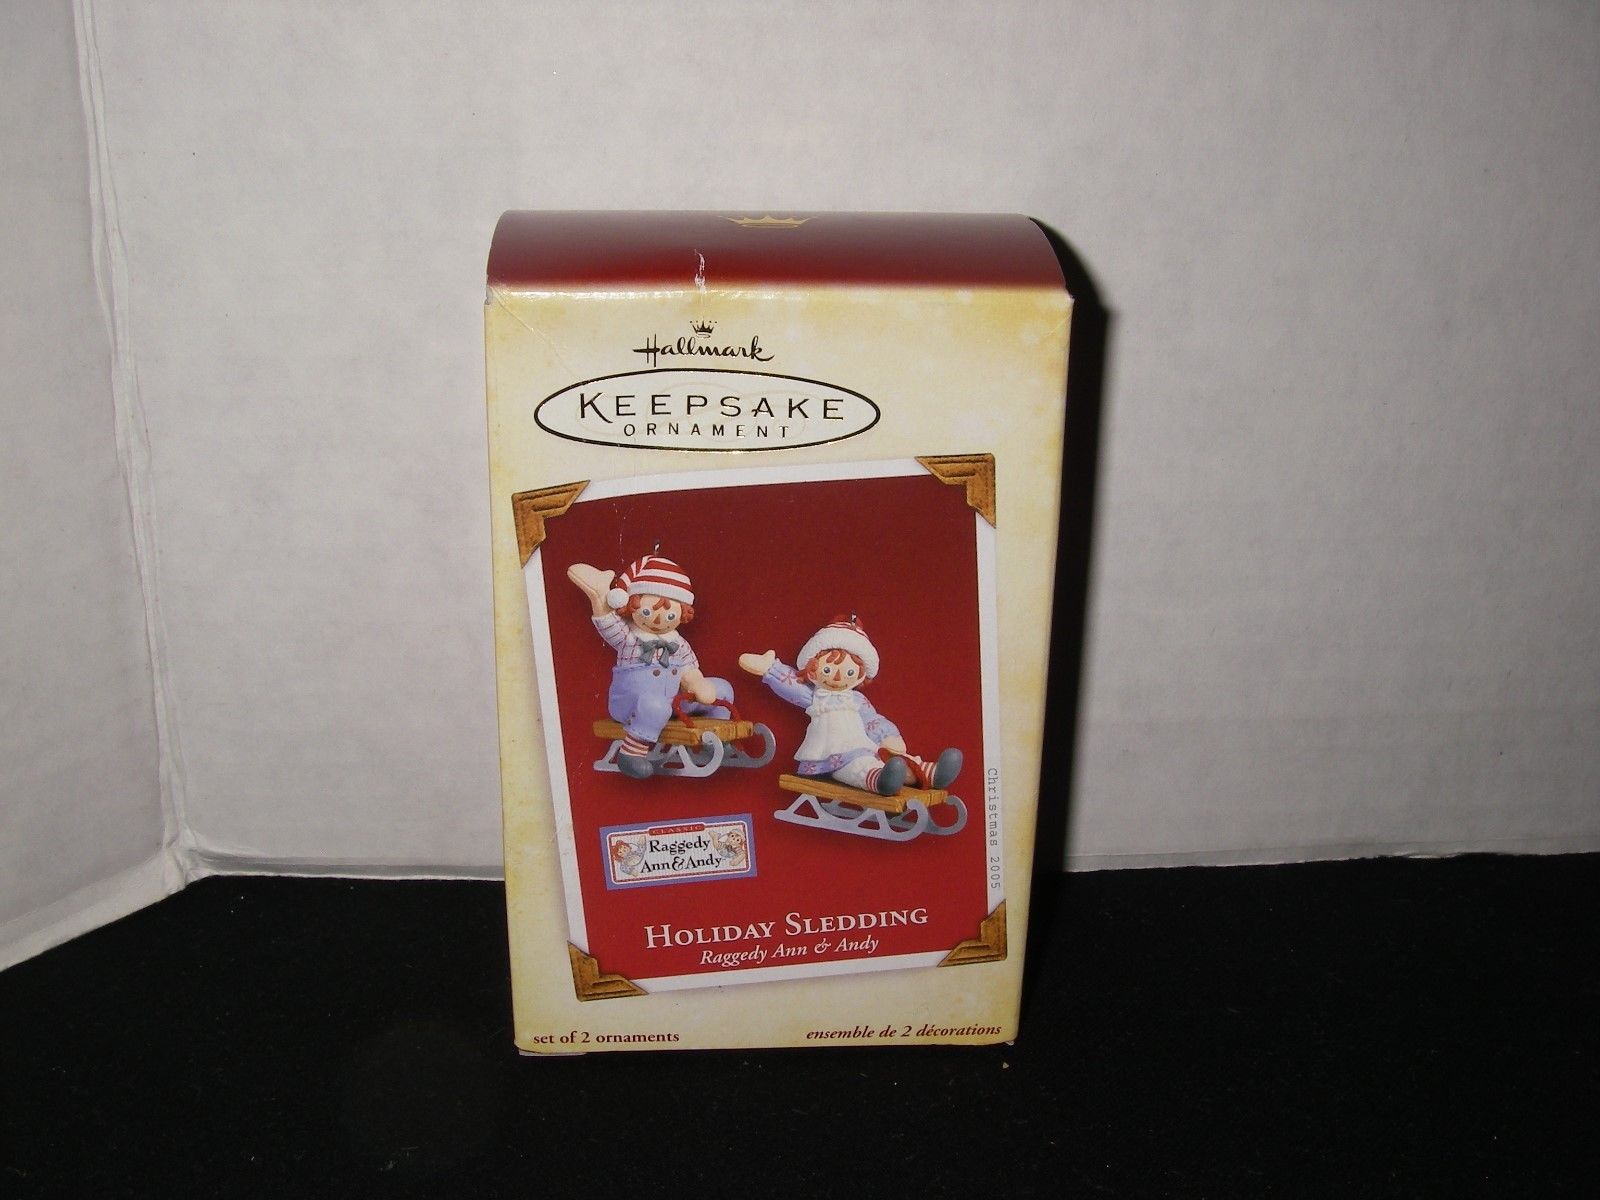 Hallmark
KEEPSAKE
ORNAMENT
Christmas 2005
CLASSIC
Raggedy
Ann & Andy
HOLIDAY SLEDDING
Raggedy Ann & Andy
set of 2 ornaments
ensemble de 2 décorations